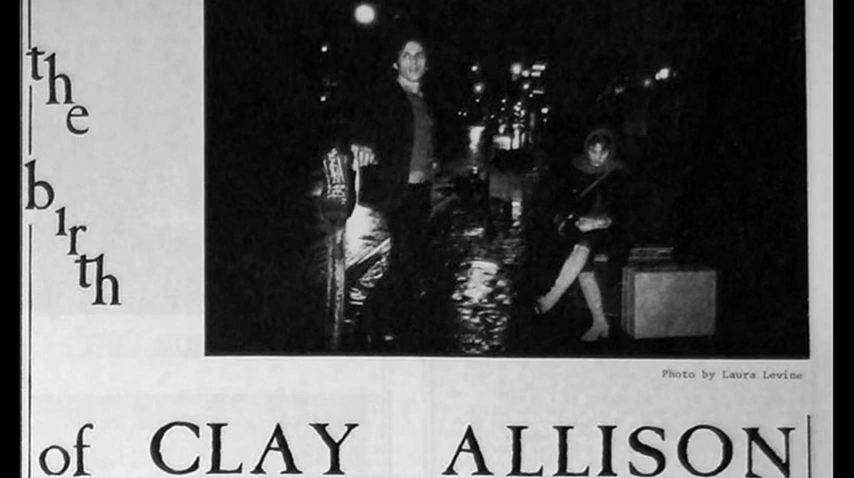 the
birth
Photo by Laura Levine
of CLAY ALLISON